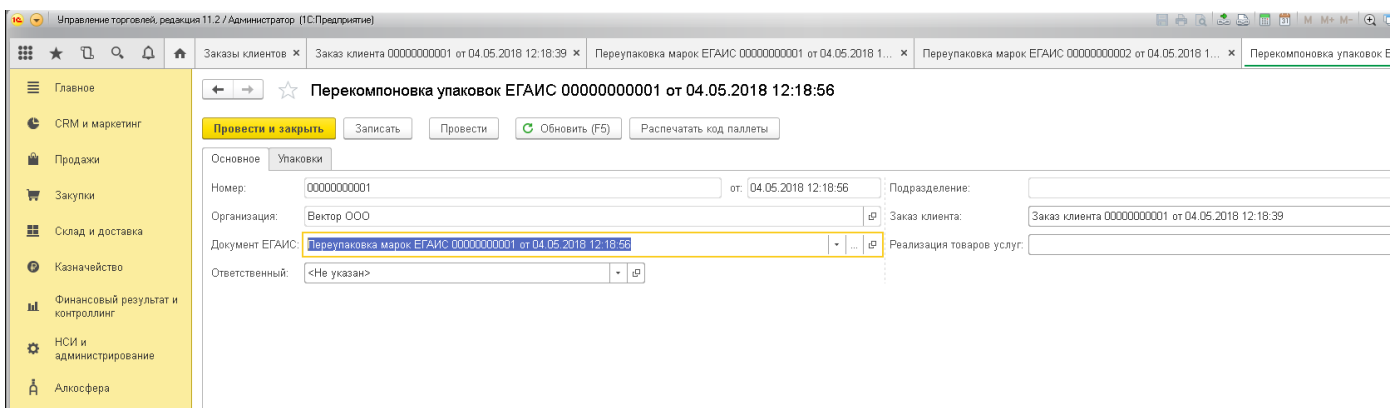 1С Управление торговлей, редакция 11.2 / Администратор (1С:Предприятие)
31 M M+ M-
Заказы клиентов × Заказ клиента 00000000001 от 04.05.2018 12:18:39 × Переупаковка марок ЕГАИС 00000000001 от 04.05.2018 1... × Переупаковка марок ЕГАИС 00000000002 от 04.05.2018 1... × Перекомпоновка упаковок Е
Главное
Перекомпоновка упаковок ЕГАИС 00000000001 от 04.05.2018 12:18:56
CRM и маркетинг
Провести и закрыть Записать Провести Обновить (F5) Распечатать код паллеты
Продажи
Основное Упаковки
Номер: 00000000001 от: 04.05.2018 12:18:56 Подразделение:
Закупки
Организация: Вектор ООО Заказ клиента: Заказ клиента 00000000001 от 04.05.2018 12:18:39
Склад и доставка
Документ ЕГАИС: Переупаковка марок ЕГАИС 00000000001 от 04.05.2018 12:18:56 ... Реализация товаров услуг:
Казначейство
Ответственный: <Не указан>
Финансовый результат и
контроллинг
НСИ и
администрирование
Алкосфера